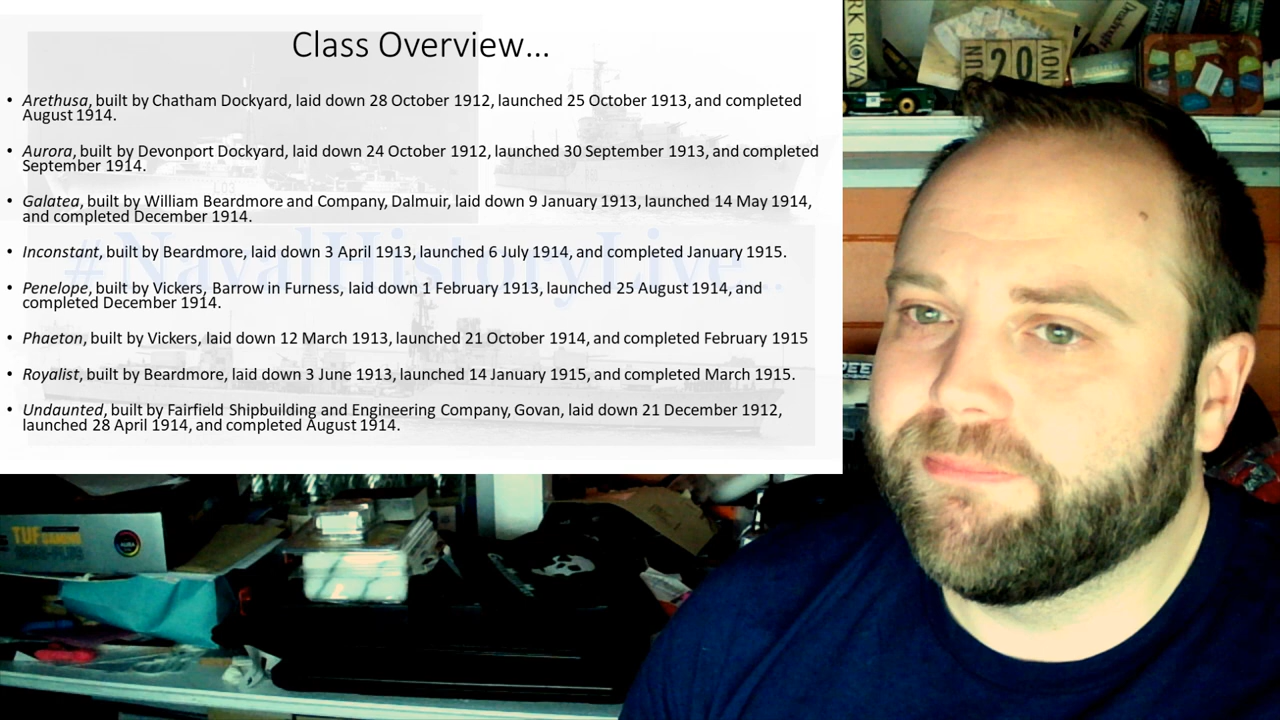 Class Overview...
• Arethusa, built by Chatham Dockyard, laid down 28 October 1912, launched 25 October 1913, and completed
August 1914.
• Aurora, built by Devonport Dockyard, laid down 24 October 1912, launched 30 September 1913, and completed
September 1914.
• Galatea, built by William Beardmore and Company, Dalmuir, laid down 9 January 1913, launched 14 May 1914,
and completed December 1914.
• Inconstant, built by Beardmore, laid down 3 April 1913, launched 6 July 1914, and completed January 1915.
#NavalHistoryLive...
• Penelope, built by Vickers, Barrow in Furness, laid down 1 February 1913, launched 25 August 1914, and
completed December 1914.
• Phaeton, built by Vickers, laid down 12 March 1913, launched 21 October 1914, and completed February 1915
• Royalist, built by Beardmore, laid down 3 June 1913, launched 14 January 1915, and completed March 1915.
• Undaunted, built by Fairfield Shipbuilding and Engineering Company, Govan, laid down 21 December 1912,
launched 28 April 1914, and completed August 1914.
L03
RK ROYA
SUN 20 NOV
TUF GAMING
AURA